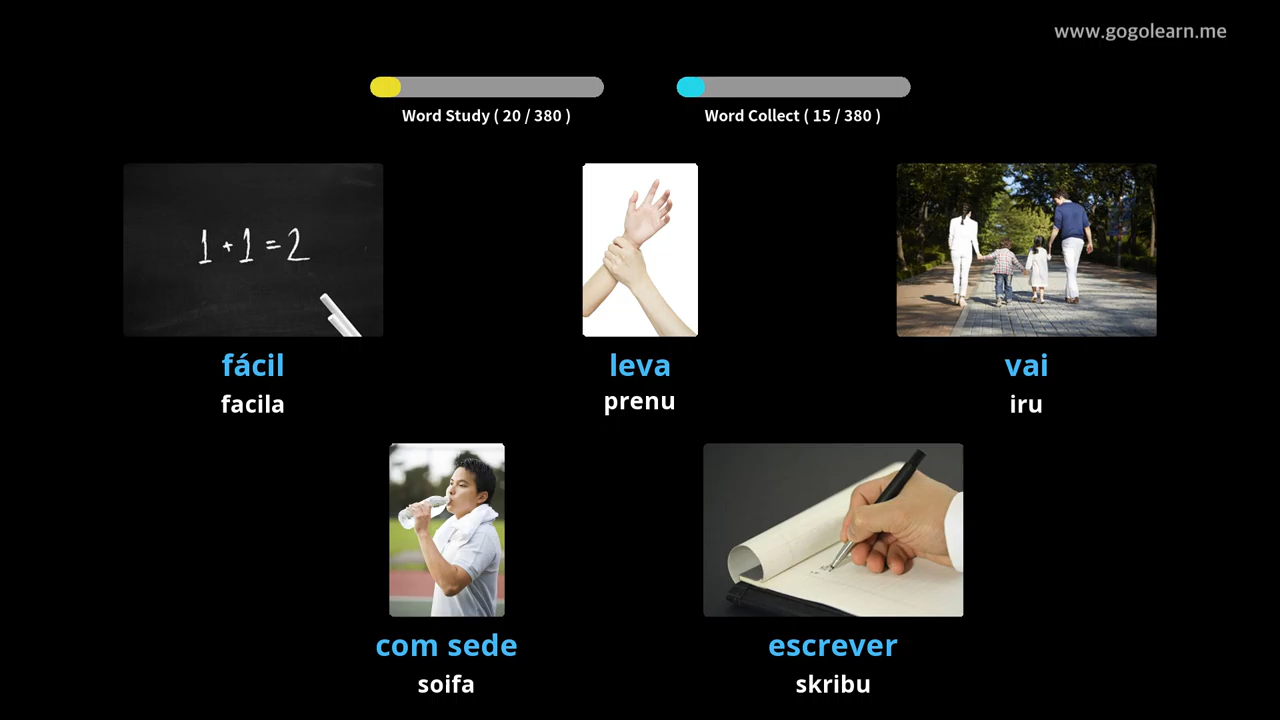 www.gogolearn.me
Word Study ( 20 / 380 )
Word Collect ( 15 / 380 )
1 + 1 = 2
fácil
facila
leva
prenu
vai
iru
com sede
soifa
escrever
skribu